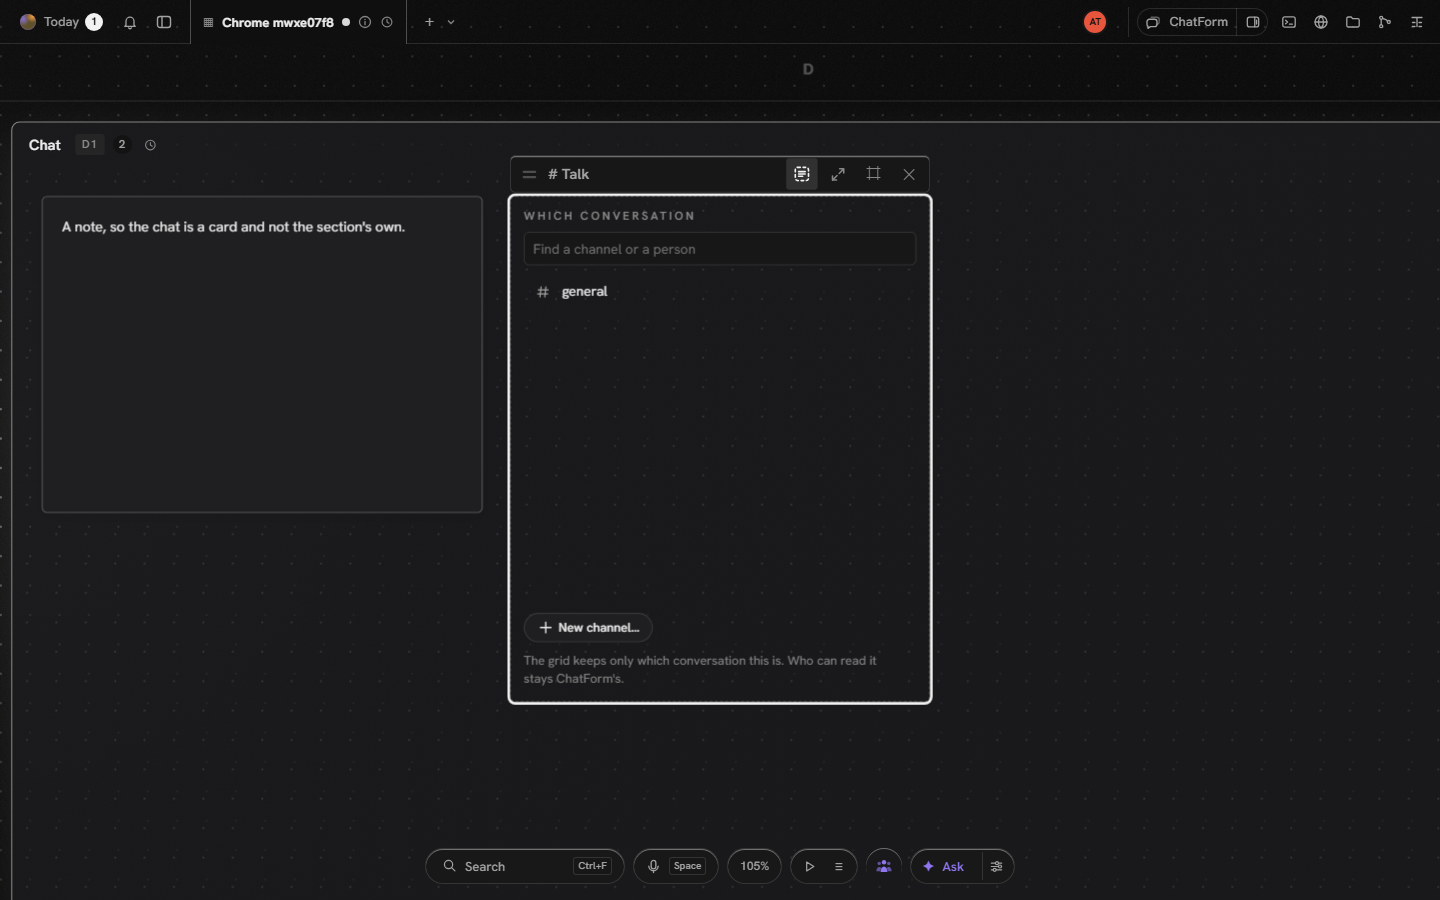 Today 1
Chrome mwxe07f8
AT
ChatForm
D
Chat D1 2
# Talk
A note, so the chat is a card and not the section's own.
WHICH CONVERSATION
Find a channel or a person
# general
+ New channel...
The grid keeps only which conversation this is. Who can read it
stays ChatForm's.
Search Ctrl+F Space 105% Ask